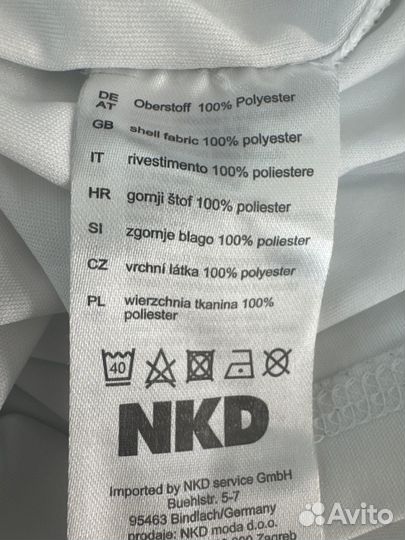 DE AT Oberstoff 100% Polyester
GB shell fabric 100% polyester
IT rivestimento 100% poliestere
HR gornji štof 100% poliester
SI zgornje blago 100% poliester
CZ vrchní látka 100% polyester
PL wierzchnia tkanina 100%
poliester
40
NKD
Imported by NKD service GmbH
Buehlstr. 5-7
95463 Bindlach/Germany
prodaje: NKD moda d.o.o.
Zagreb
Avito